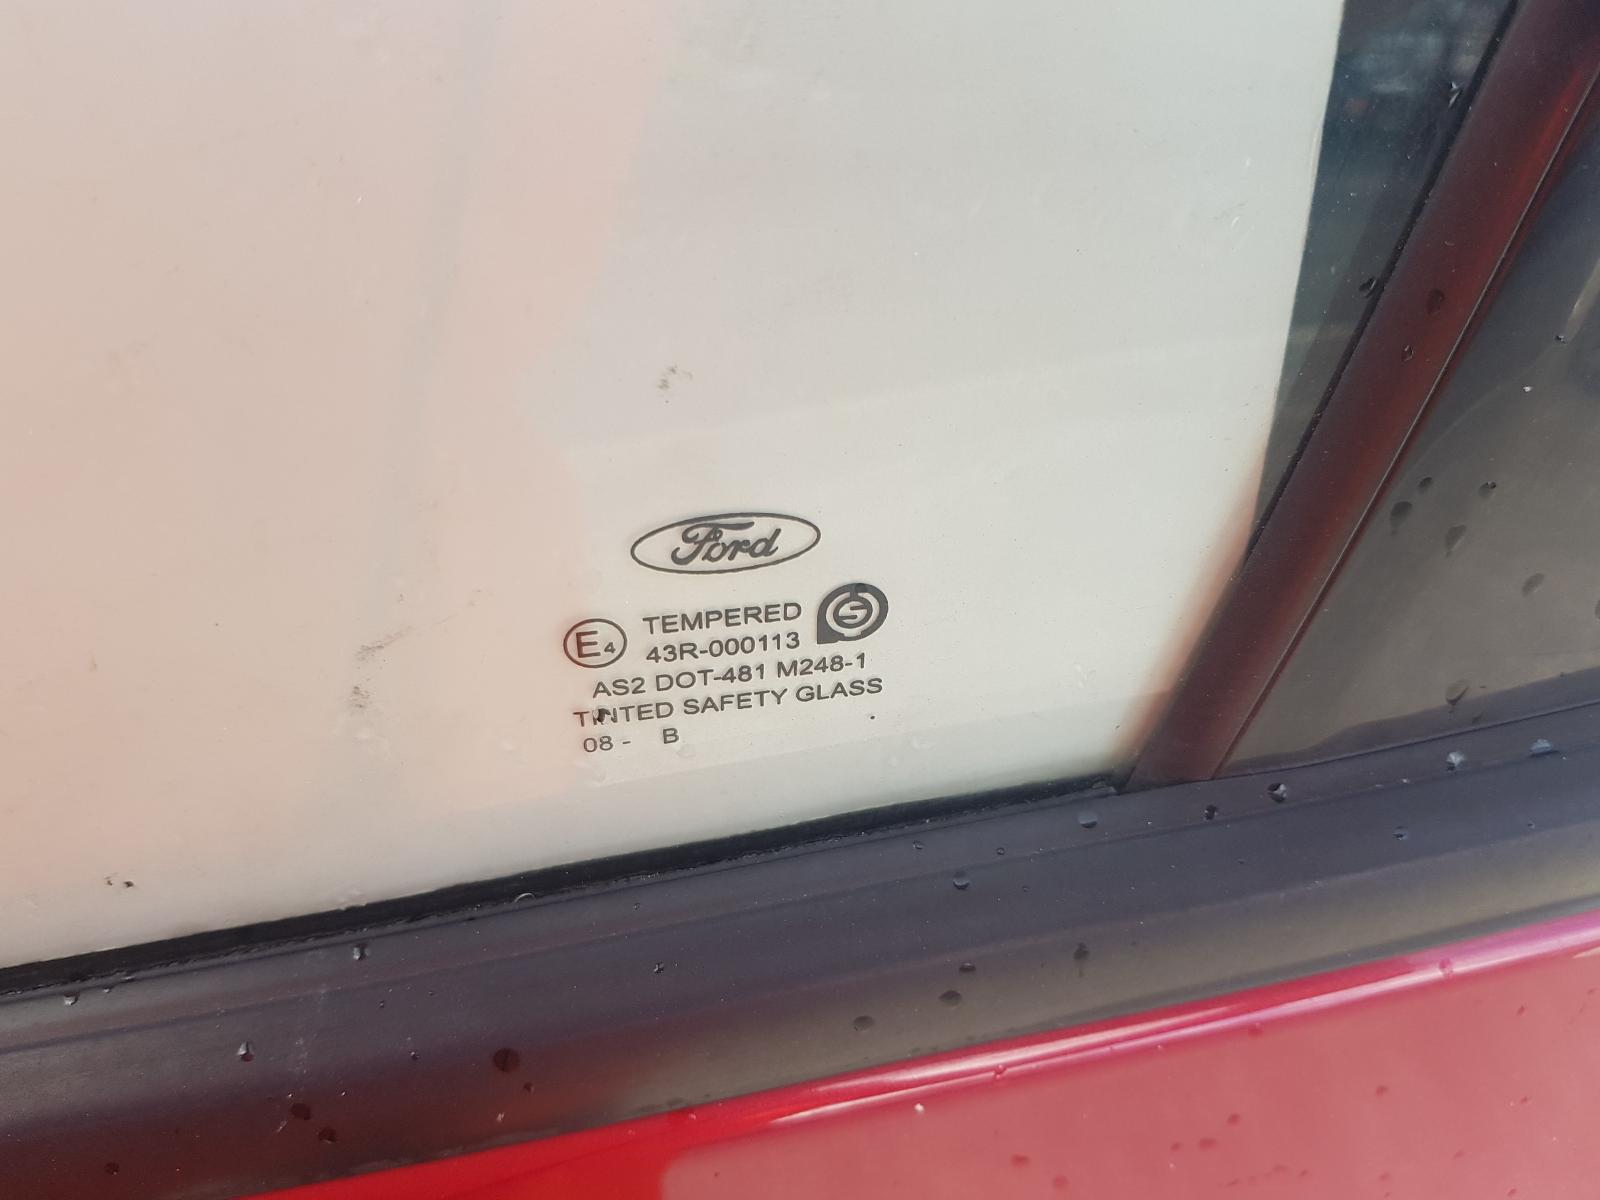 Ford
E4 TEMPERED
43R-000113
AS2 DOT-481 M248-1
TINTED SAFETY GLASS
08 - B